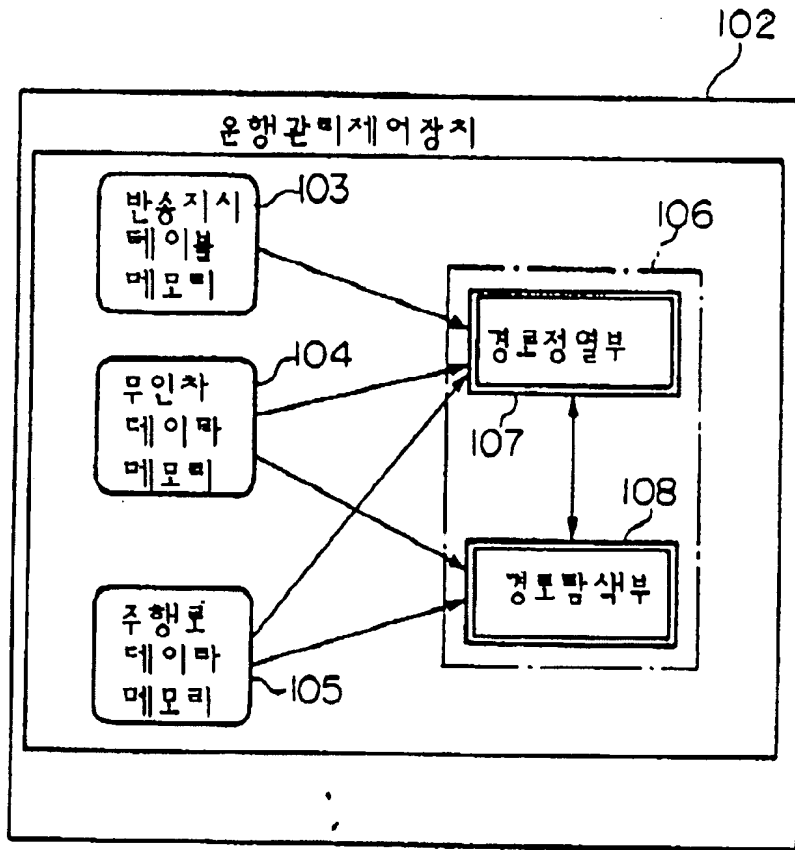 102
운행관리제어장치
반송지시
테이블
메모리
103
106
경로정열부
107
무인차
데이타
메모리
104
108
경로탐색부
주행로
데이타
메모리
105